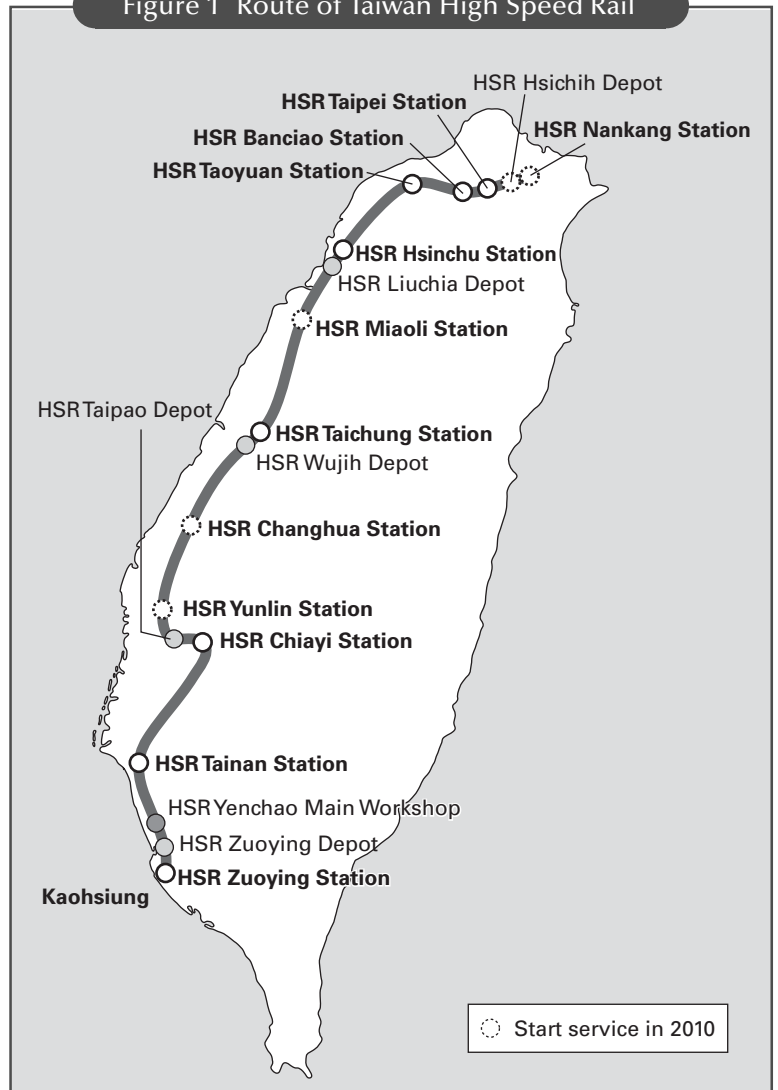 Figure 1 Route of Taiwan High Speed Rail
HSR Hsichih Depot
HSR Taipei Station
HSR Banciao Station
HSR Nankang Station
HSR Taoyuan Station
HSR Hsinchu Station
HSR Liuchia Depot
HSR Miaoli Station
HSR Taipao Depot
HSR Taichung Station
HSR Wujih Depot
HSR Changhua Station
HSR Yunlin Station
HSR Chiayi Station
HSR Tainan Station
HSR Yenchao Main Workshop
HSR Zuoying Depot
HSR Zuoying Station
Kaohsiung
Start service in 2010